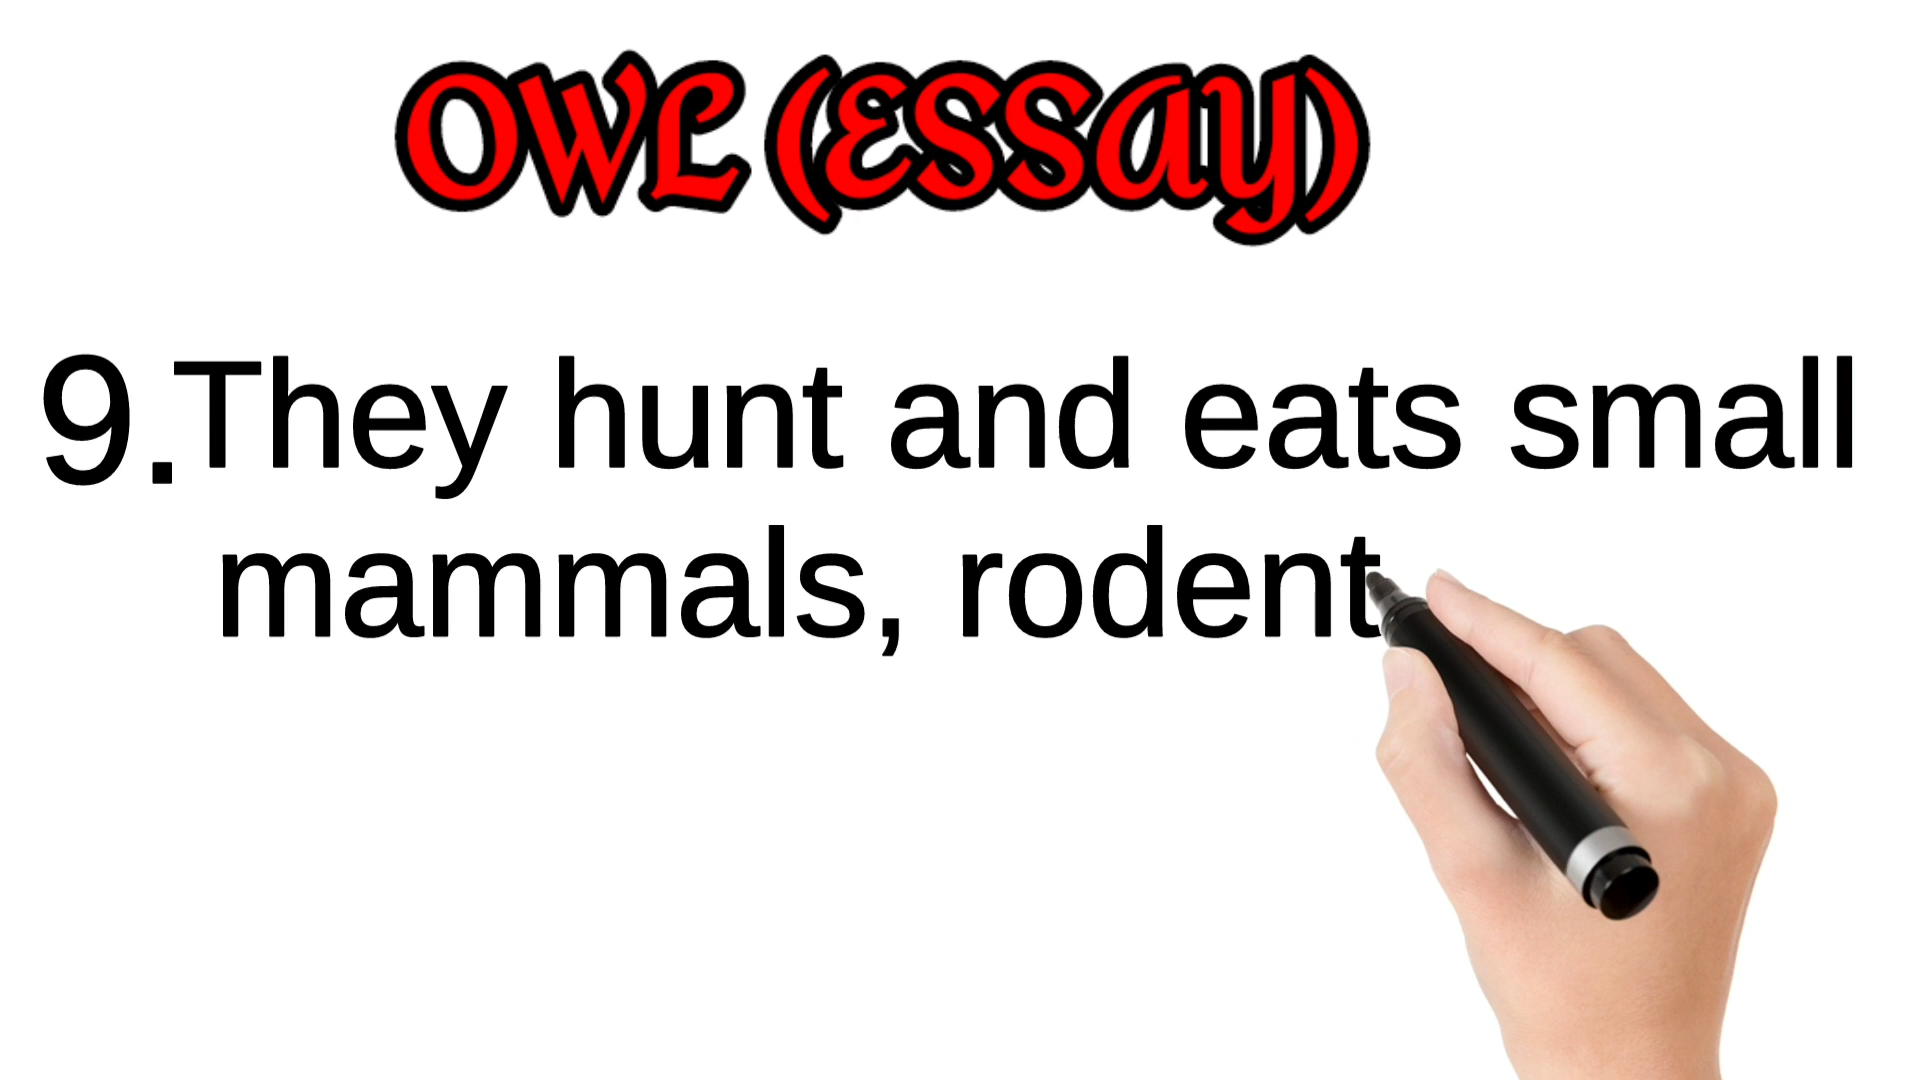 OWL (ESSAY)
9.They hunt and eats small
mammals, rodent